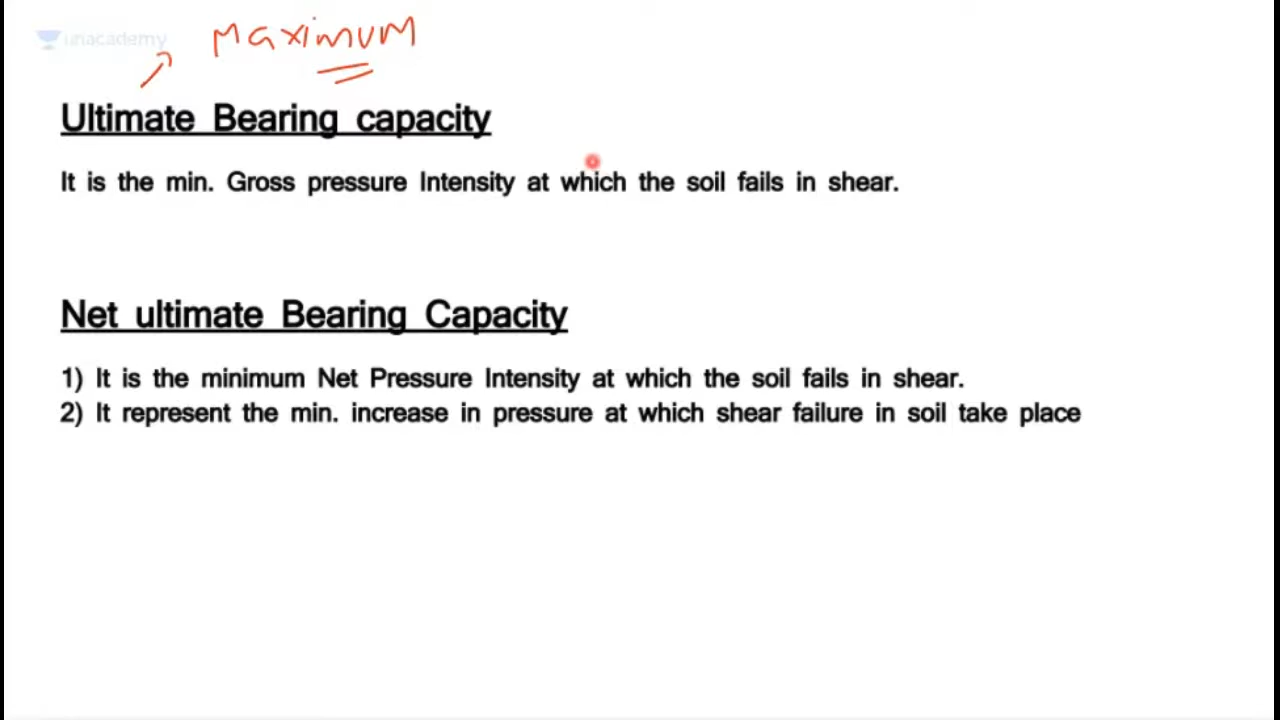 unacademy
Maximum
Ultimate Bearing capacity
It is the min. Gross pressure Intensity at which the soil fails in shear.
Net ultimate Bearing Capacity
1) It is the minimum Net Pressure Intensity at which the soil fails in shear.
2) It represent the min. increase in pressure at which shear failure in soil take place